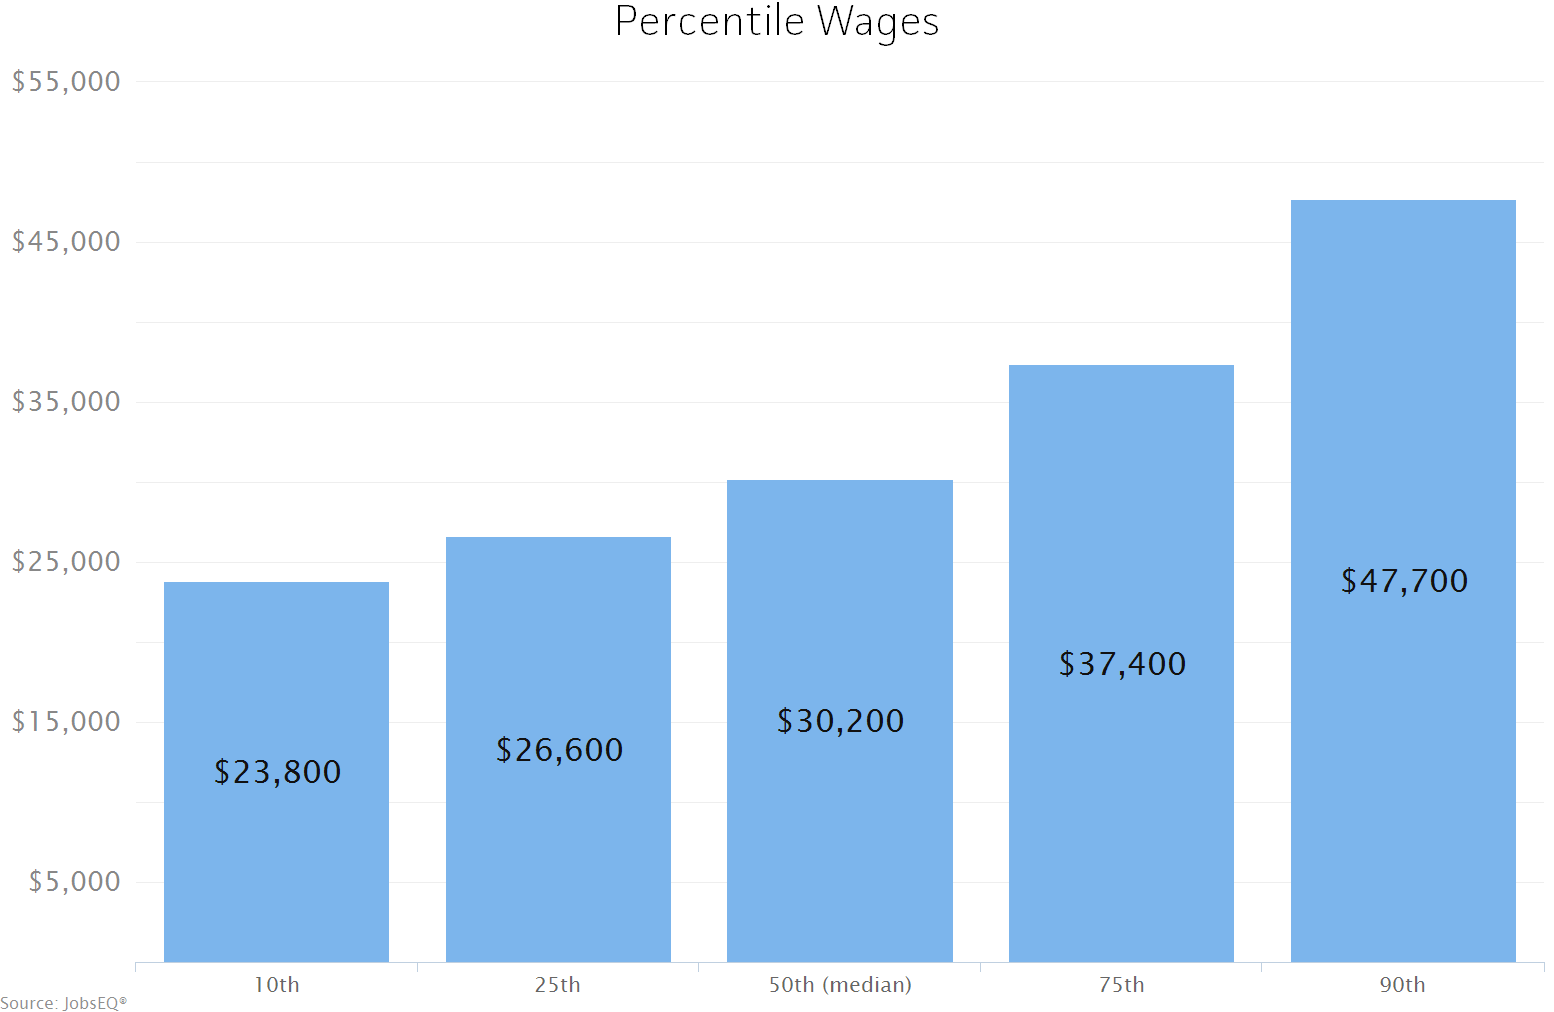 Percentile Wages
$55,000
$45,000
$35,000
$25,000
$15,000
$5,000
$23,800
$26,600
$30,200
$37,400
$47,700
10th
25th
50th (median)
75th
90th
Source: JobsEQ®